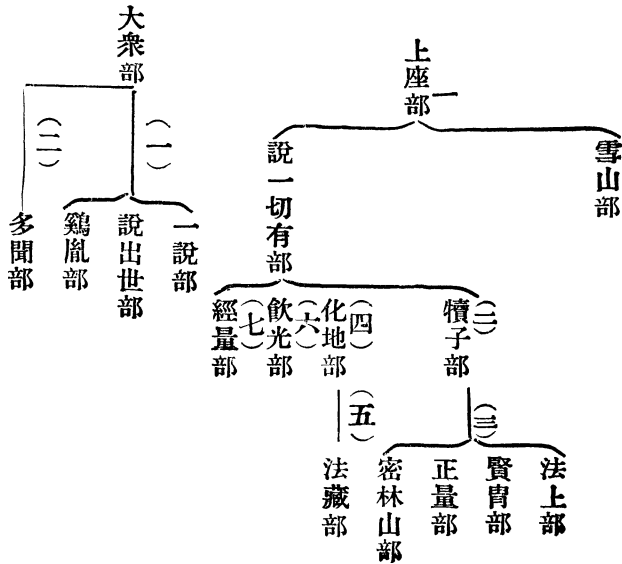 上座部
一
雪山部
說一切有部
犢子部
(二)
(三)
法上部
賢冑部
正量部
密林山部
化地部
(四)
(五)
法藏部
飲光部
(六)
經量部
(七)
大衆部
(一)
一說部
說出世部
鷄胤部
(二)
多聞部